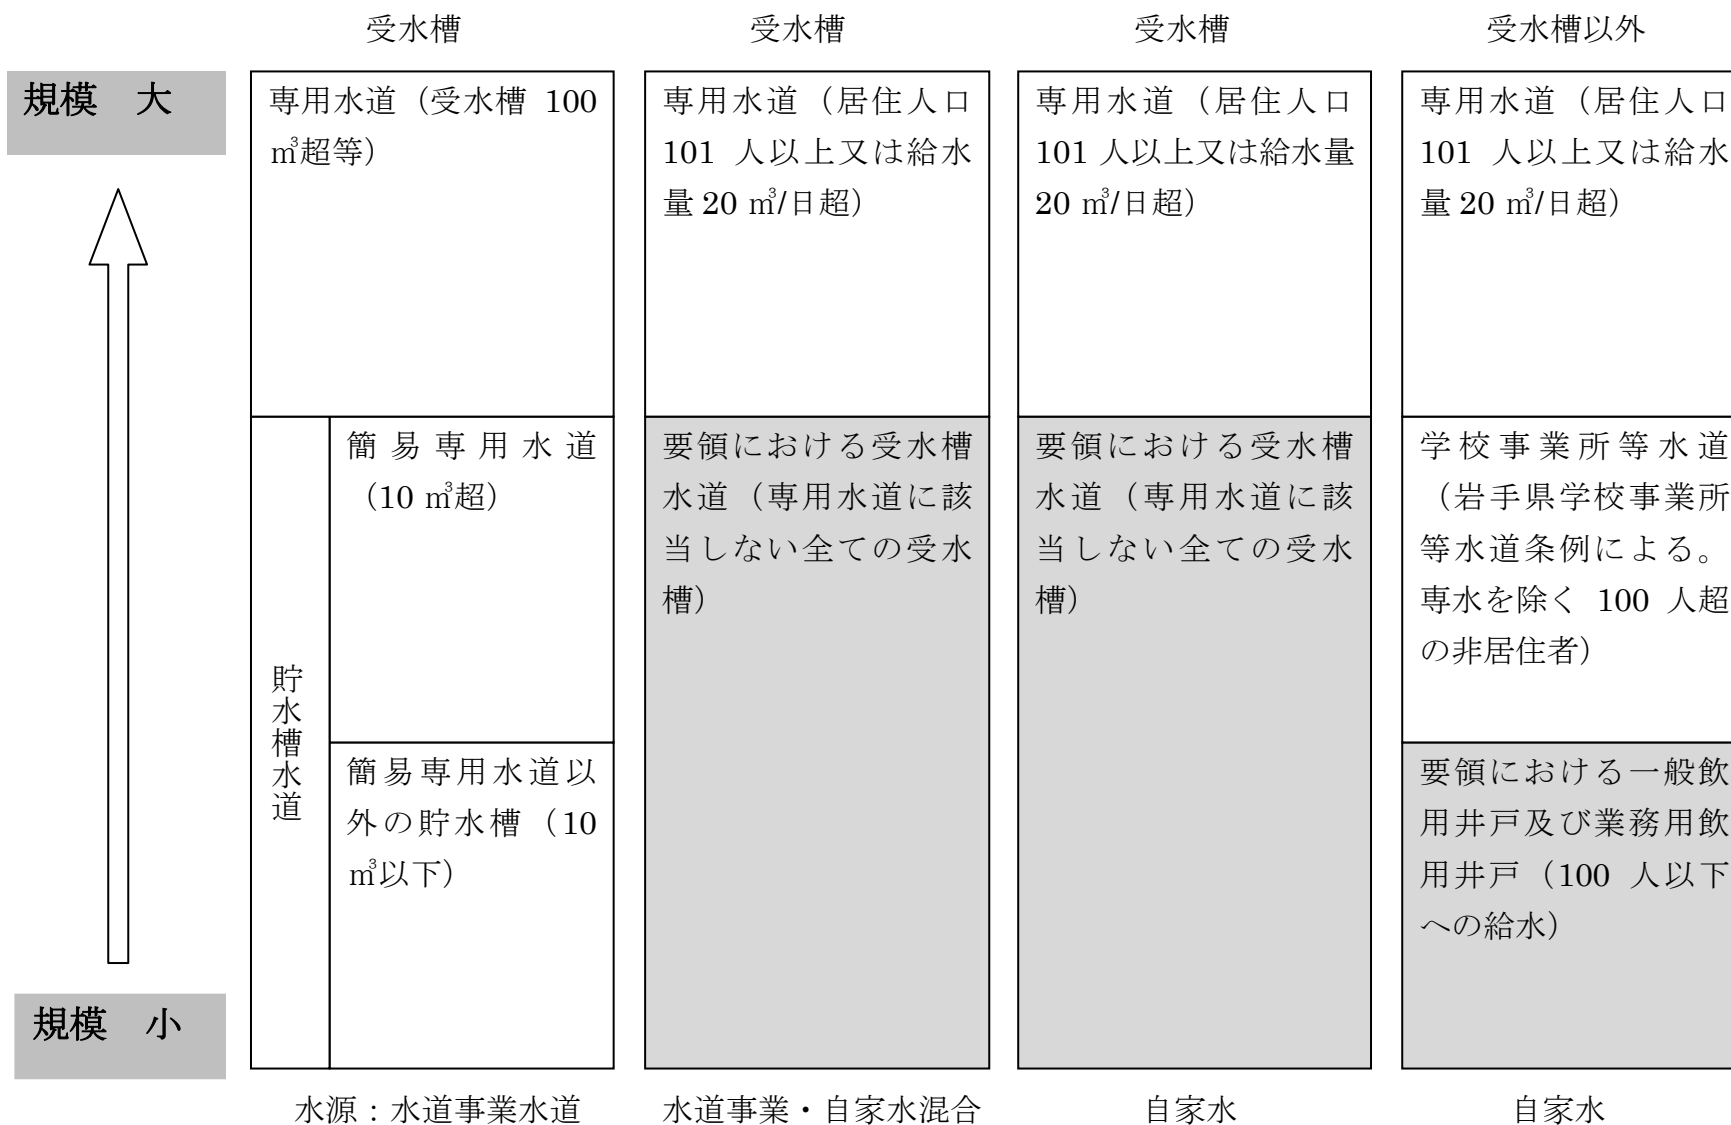 受水槽
受水槽
受水槽
受水槽以外
規模 大
専用水道（受水槽 100
㎥超等）
専用水道（居住人口
101 人以上又は給水
量 20 ㎥/日超）
専用水道（居住人口
101 人以上又は給水量
20 ㎥/日超）
専用水道（居住人口
101 人以上又は給水
量 20 ㎥/日超）
貯水槽水道
簡易専用水道
（10 ㎥超）
要領における受水槽
水道（専用水道に該
当しない全ての受水
槽）
要領における受水槽
水道（専用水道に該
当しない全ての受水
槽）
学校事業所等水道
（岩手県学校事業所
等水道条例による。
専水を除く 100 人超
の非居住者）
簡易専用水道以
外の貯水槽（10
㎥以下）
要領における一般飲
用井戸及び業務用飲
用井戸（100 人以下
への給水）
規模 小
水源：水道事業水道
水道事業・自家水混合
自家水
自家水